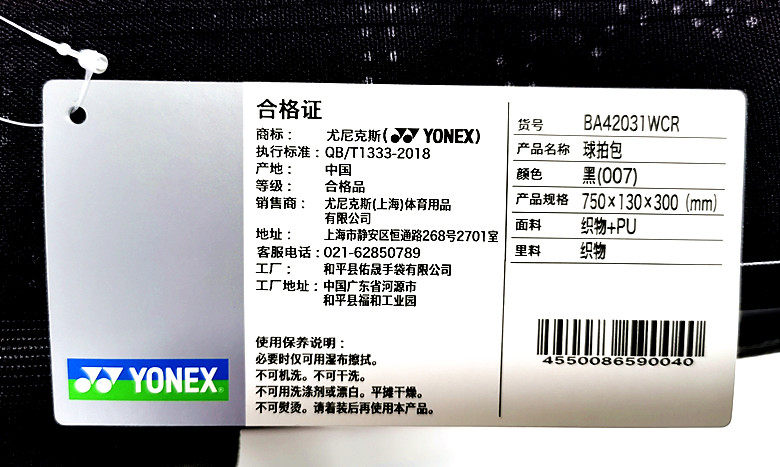 合格证
商标： 尤尼克斯(YONEX)
执行标准：QB/T1333-2018
产地： 中国
等级： 合格品
销售商： 尤尼克斯(上海)体育用品
有限公司
地址： 上海市静安区恒通路268号2701室
客服电话：021-62850789
工厂： 和平县佑晟手袋有限公司
工厂地址：中国广东省河源市
和平县福和工业园
使用保养说明：
必要时仅可用湿布擦拭。
不可机洗。不可干洗。
不可用洗涤剂或漂白。平摊干燥。
不可熨烫。请着装后再使用本产品。
货号 BA42031WCR
产品名称 球拍包
颜色 黑(007)
产品规格 750×130×300 (mm)
面料 织物+PU
里料 织物
4550086590040
YONEX®